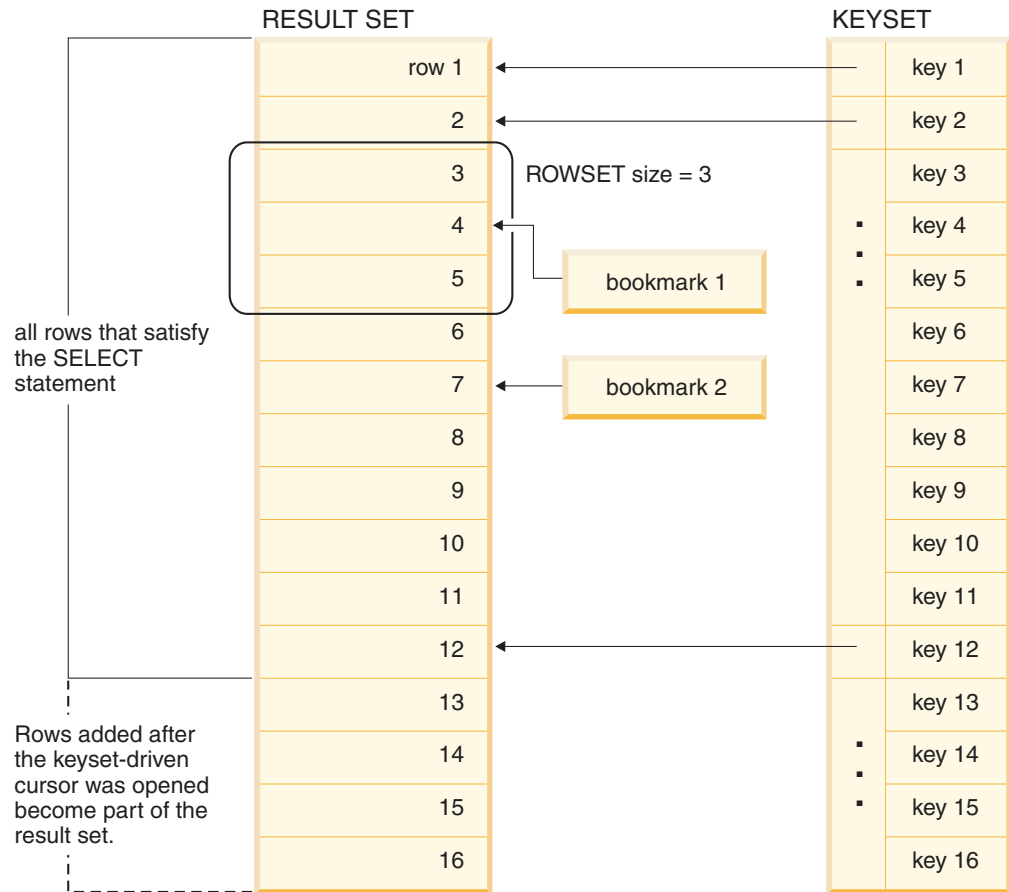 RESULT SET
KEYSET
row 1
key 1
2
key 2
3
ROWSET size = 3
key 3
4
key 4
5
bookmark 1
key 5
all rows that satisfy
the SELECT
statement
6
key 6
7
bookmark 2
key 7
8
key 8
9
key 9
10
key 10
11
key 11
12
key 12
13
key 13
Rows added after
the keyset-driven
cursor was opened
become part of the
result set.
14
key 14
15
key 15
16
key 16